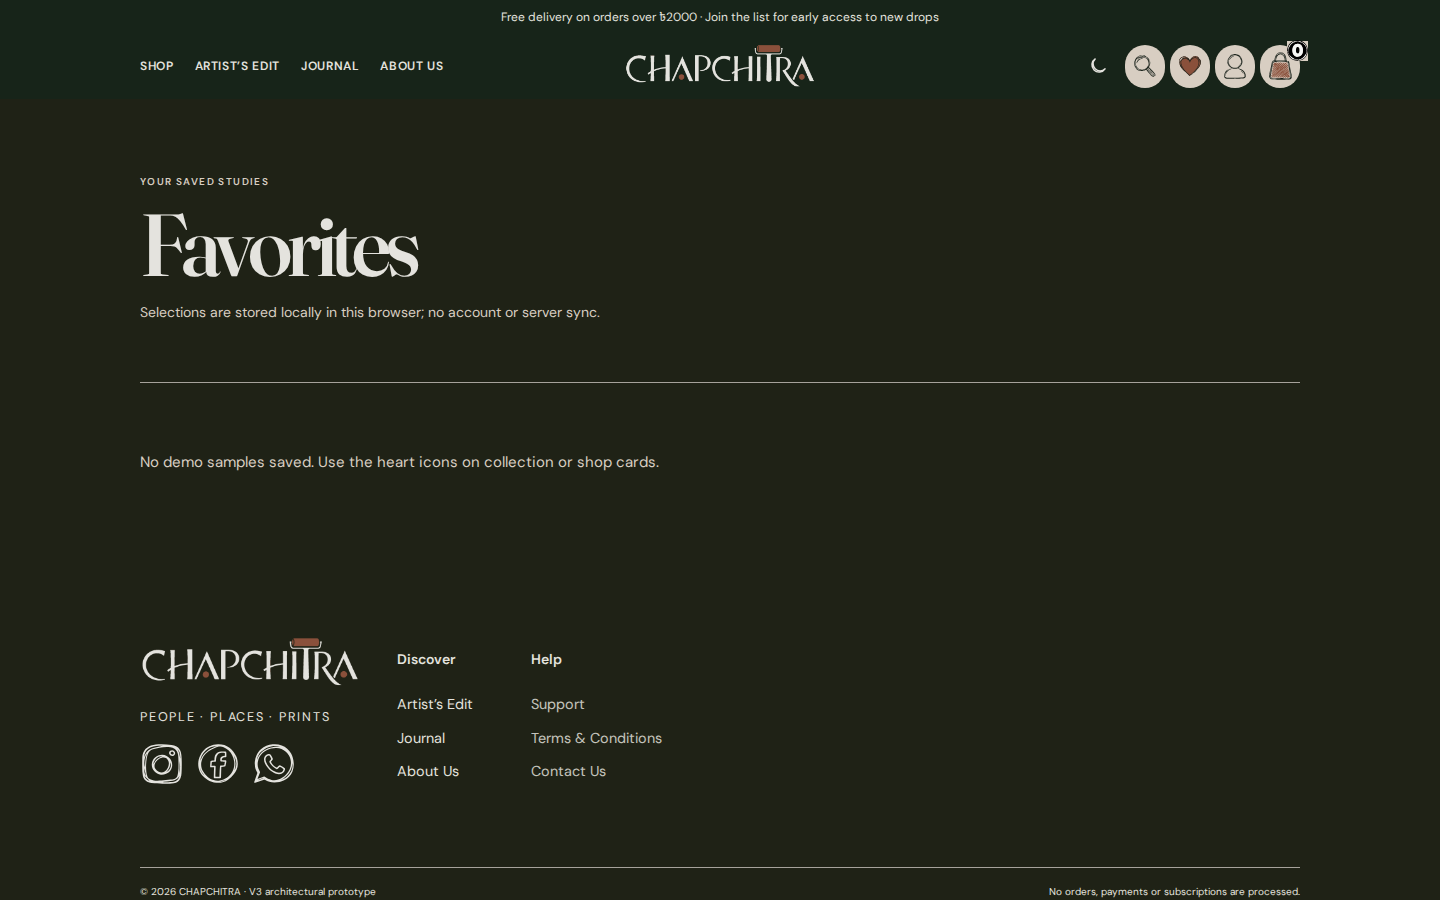 Free delivery on orders over ৳2000 · Join the list for early access to new drops
SHOP ARTIST’S EDIT JOURNAL ABOUT US
CHAPCHITRA
0
YOUR SAVED STUDIES
Favorites
Selections are stored locally in this browser; no account or server sync.
No demo samples saved. Use the heart icons on collection or shop cards.
CHAPCHITRA
PEOPLE · PLACES · PRINTS
Discover
Artist’s Edit
Journal
About Us
Help
Support
Terms & Conditions
Contact Us
© 2026 CHAPCHITRA · V3 architectural prototype
No orders, payments or subscriptions are processed.